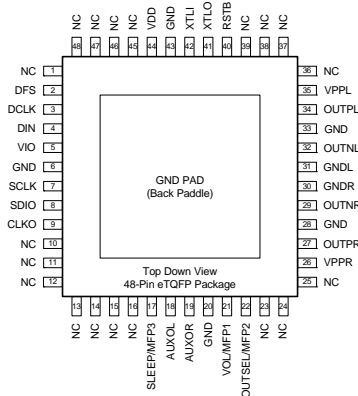 NC
NC
NC
NC
VDD
GND
XTLI
XTLO
RSTB
NC
NC
NC
48
47
46
45
44
43
42
41
40
39
38
37
NC 1
DFS 2
DCLK 3
DIN 4
VIO 5
GND 6
SCLK 7
SDIO 8
CLKO 9
NC 10
NC 11
NC 12
36 NC
35 VPPL
34 OUTPL
33 GND
32 OUTNL
31 GNDL
30 GNDR
29 OUTNR
28 GND
27 OUTPR
26 VPPR
25 NC
GND PAD
(Back Paddle)
Top Down View
48-Pin eTQFP Package
13
14
15
16
17
18
19
20
21
22
23
24
NC
NC
NC
NC
SLEEP/MFP3
AUXOL
AUXOR
GND
VOL/MFP1
OUTSEL/MFP2
NC
NC